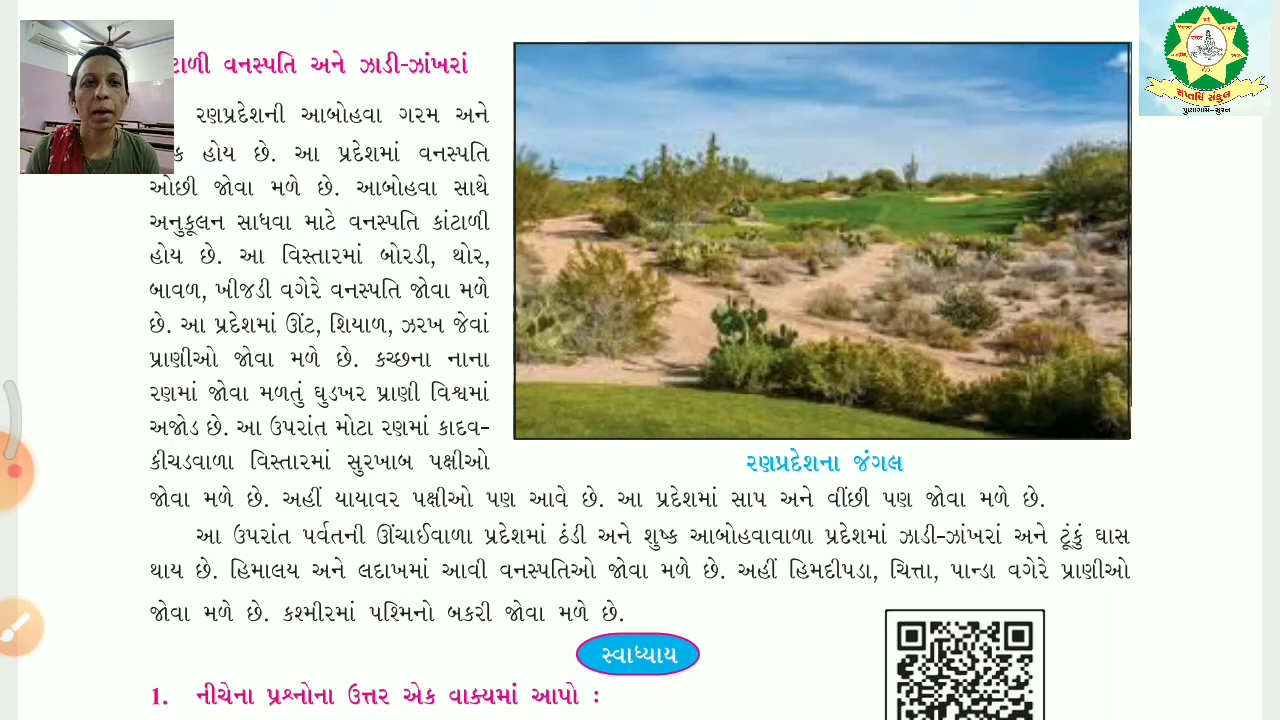 વનસ્પતિ અને ઝાડી-ઝાંખરાં
રણપ્રદેશની આબોહવા ગરમ અને
હોય છે. આ પ્રદેશમાં વનસ્પતિ
ઓછી જોવા મળે છે. આબોહવા સાથે
અનુકૂલન સાધવા માટે વનસ્પતિ કાંટાળી
હોય છે. આ વિસ્તારમાં બોરડી, થોર,
બાવળ, ખીજડી વગેરે વનસ્પતિ જોવા મળે
છે. આ પ્રદેશમાં ઊંટ, શિયાળ, ઝરખ જેવાં
પ્રાણીઓ જોવા મળે છે. કચ્છના નાના
રણમાં જોવા મળતું ઘુડખર પ્રાણી વિશ્વમાં
અજોડ છે. આ ઉપરાંત મોટા રણમાં કાદવ-
કીચડવાળા વિસ્તારમાં સુરખાબ પક્ષીઓ
જોવા મળે છે. અહીં યાયાવર પક્ષીઓ પણ આવે છે. આ પ્રદેશમાં સાપ અને વીંછી પણ જોવા મળે છે.
રણપ્રદેશના જંગલ
આ ઉપરાંત પર્વતની ઊંચાઈવાળા પ્રદેશમાં ઠંડી અને શુષ્ક આબોહવાવાળા પ્રદેશમાં ઝાડી-ઝાંખરાં અને ટૂંકું ઘાસ
થાય છે. હિમાલય અને લદાખમાં આવી વનસ્પતિઓ જોવા મળે છે. અહીં હિમદીપડા, ચિત્તા, પાન્ડા વગેરે પ્રાણીઓ
જોવા મળે છે. કશ્મીરમાં પશ્મિનો બકરી જોવા મળે છે.
સ્વાધ્યાય
1. નીચેના પ્રશ્નોના ઉત્તર એક વાક્યમાં આપો :
સપ્તર્ષિ સંકુલ
પુણાગામ-સુરત